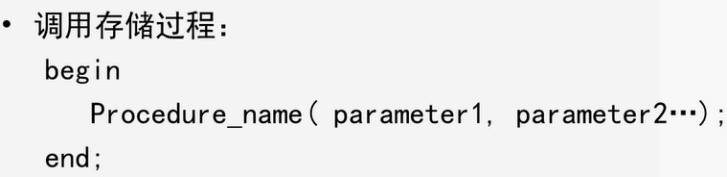 • 调用存储过程：
begin
Procedure_name( parameter1, parameter2…);
end;